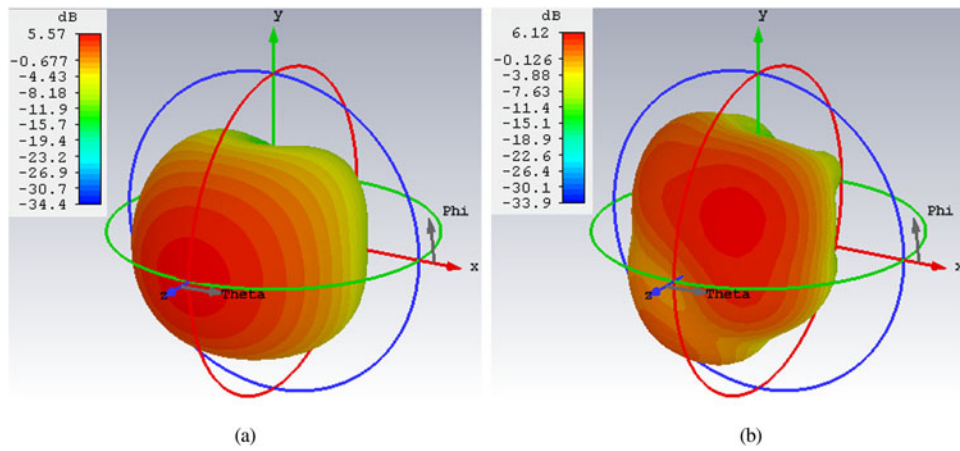 dB
5.57
-0.677
-4.43
-8.18
-11.9
-15.7
-19.4
-23.2
-26.9
-30.7
-34.4
y
Phi
x
z
Theta
(a)
dB
6.12
-0.126
-3.88
-7.63
-11.4
-15.1
-18.9
-22.6
-26.4
-30.1
-33.9
y
Phi
x
z
Theta
(b)